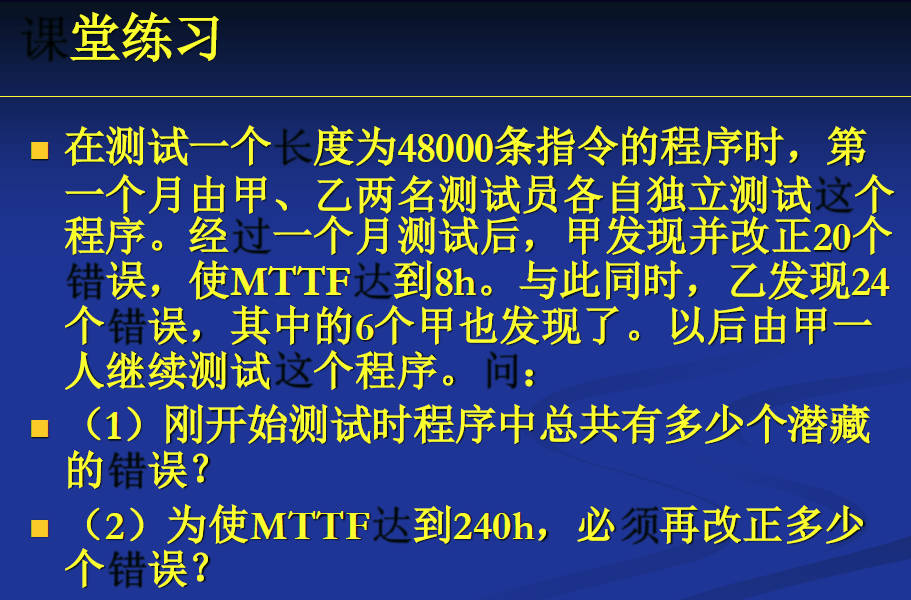 课堂练习
在测试一个长度为48000条指令的程序时，第
一个月由甲、乙两名测试员各自独立测试这个
程序。经过一个月测试后，甲发现并改正20个
错误，使MTTF达到8h。与此同时，乙发现24
个错误，其中的6个甲也发现了。以后由甲一
人继续测试这个程序。问：
（1）刚开始测试时程序中总共有多少个潜藏
的错误？
（2）为使MTTF达到240h，必须再改正多少
个错误？